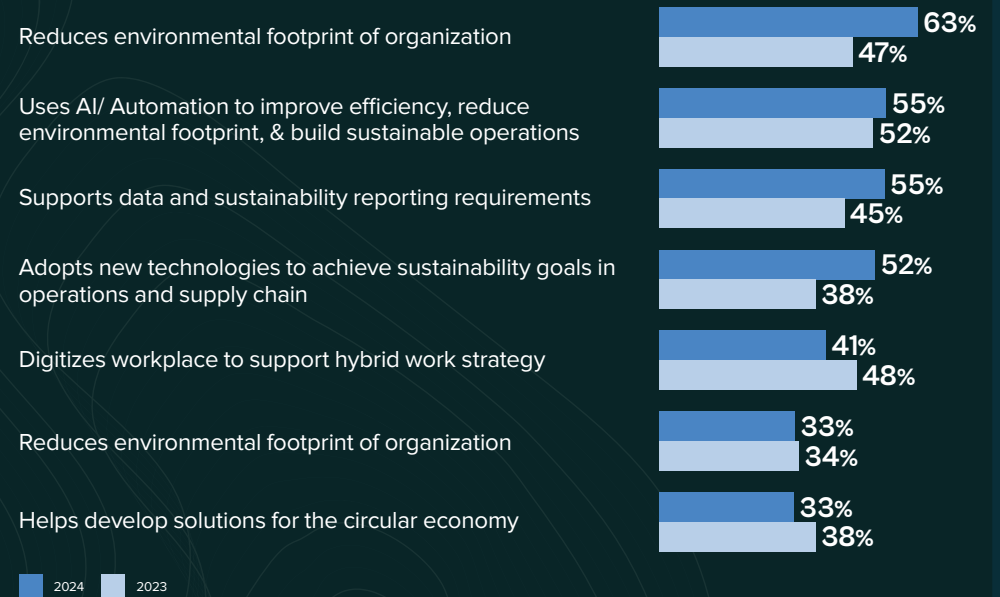 Reduces environmental footprint of organization
63%
47%
Uses AI/ Automation to improve efficiency, reduce
environmental footprint, & build sustainable operations
55%
52%
Supports data and sustainability reporting requirements
55%
45%
Adopts new technologies to achieve sustainability goals in
operations and supply chain
52%
38%
Digitizes workplace to support hybrid work strategy
41%
48%
Reduces environmental footprint of organization
33%
34%
Helps develop solutions for the circular economy
33%
38%
2024 2023